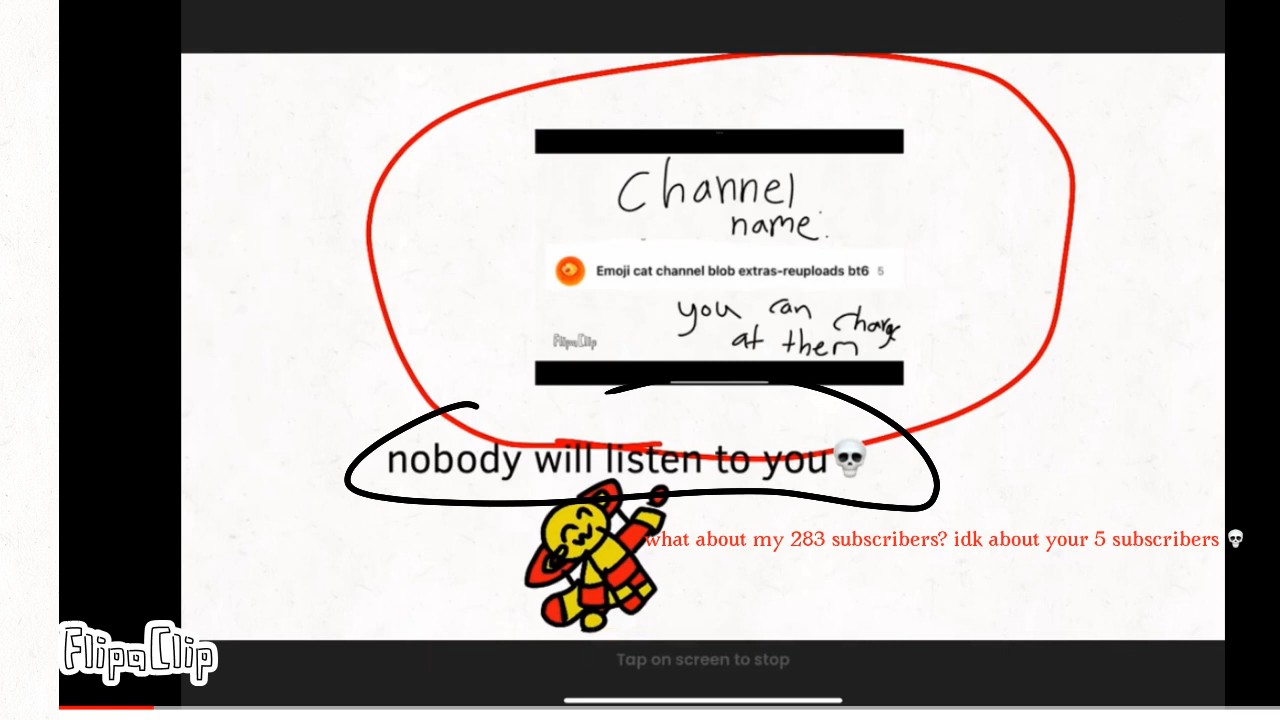 Channel
name:
Emoji cat channel blob extras-reuploads bt6 5
you can charge
at them
FlipaClip
nobody will listen to you💀
what about my 283 subscribers? idk about your 5 subscribers 💀
FlipaClip
Tap on screen to stop